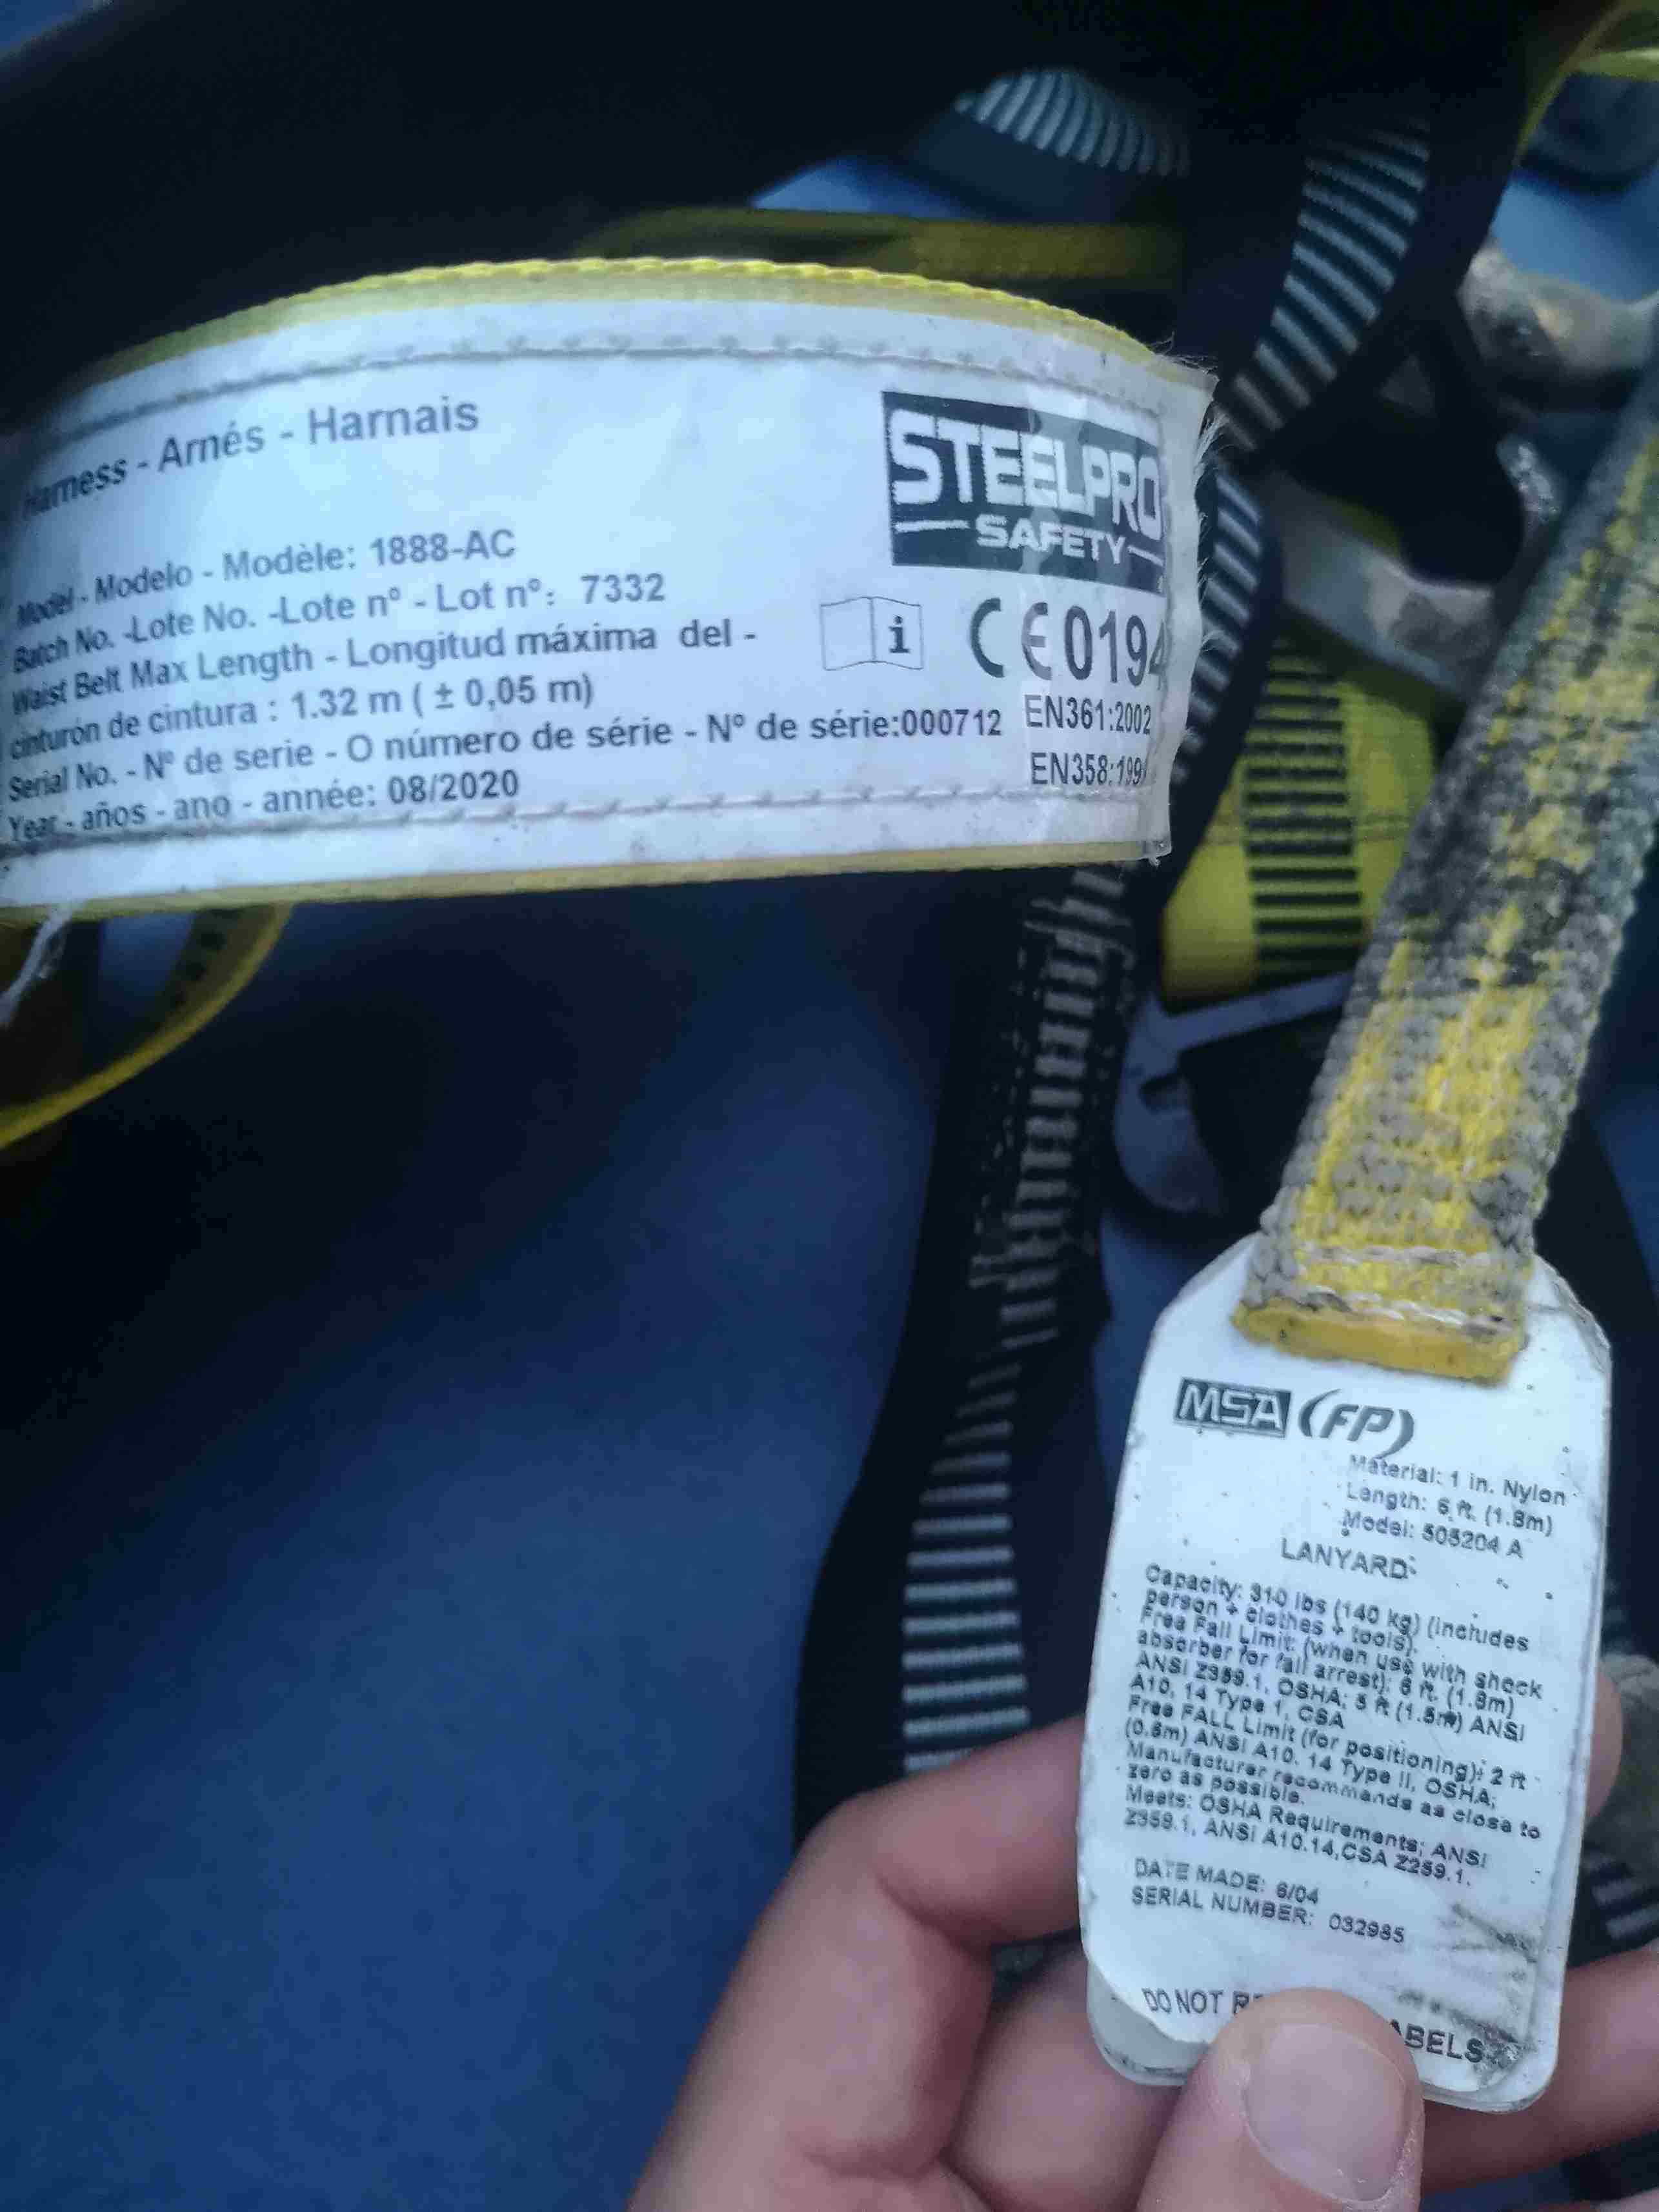 Harness - Arnés - Harnais
STEELPRO
SAFETY
Model - Modelo - Modèle: 1888-AC
Batch No. -Lote No. -Lote nº - Lot nº: 7332
Waist Belt Max Length - Longitud máxima del -
cinturón de cintura : 1.32 m ( ± 0,05 m)
Serial No. - Nº de serie - O número de série - Nº de série:000712
Year - años - ano - année: 08/2020
i
CE0194
EN361:2002
EN358:199
MSA (FP)
Material: 1 in. Nylon
Length: 6 ft. (1.8m)
Model: 505204 A
LANYARD
Capacity: 310 lbs (140 kg) (includes
person + clothes + tools).
Free Fall Limit: (when use with shock
absorber for fall arrest): 6 ft. (1.8m)
ANSI Z359.1, OSHA; 5 ft (1.5m) ANSI
A10. 14 Type 1, CSA
Free FALL Limit (for positioning): 2 ft
(0.6m) ANSI A10. 14 Type II, OSHA;
Manufacturer recommends as close to
zero as possible.
Meets: OSHA Requirements; ANSI
Z359.1, ANSI A10.14,CSA Z259.1.
DATE MADE: 6/04
SERIAL NUMBER: 032985
DO NOT